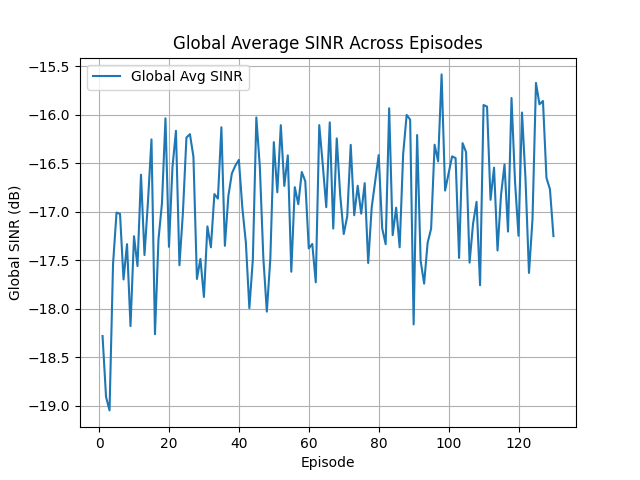 Global Average SINR Across Episodes
Global Avg SINR
−15.5
−16.0
−16.5
−17.0
−17.5
−18.0
−18.5
−19.0
Global SINR (dB)
0 20 40 60 80 100 120
Episode